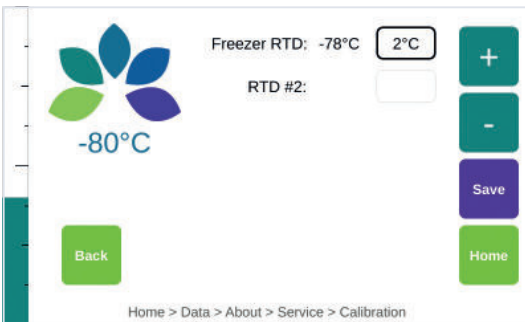 Freezer RTD: -78°C 2°C
+
RTD #2:
-
-80°C
Save
Back
Home
Home > Data > About > Service > Calibration